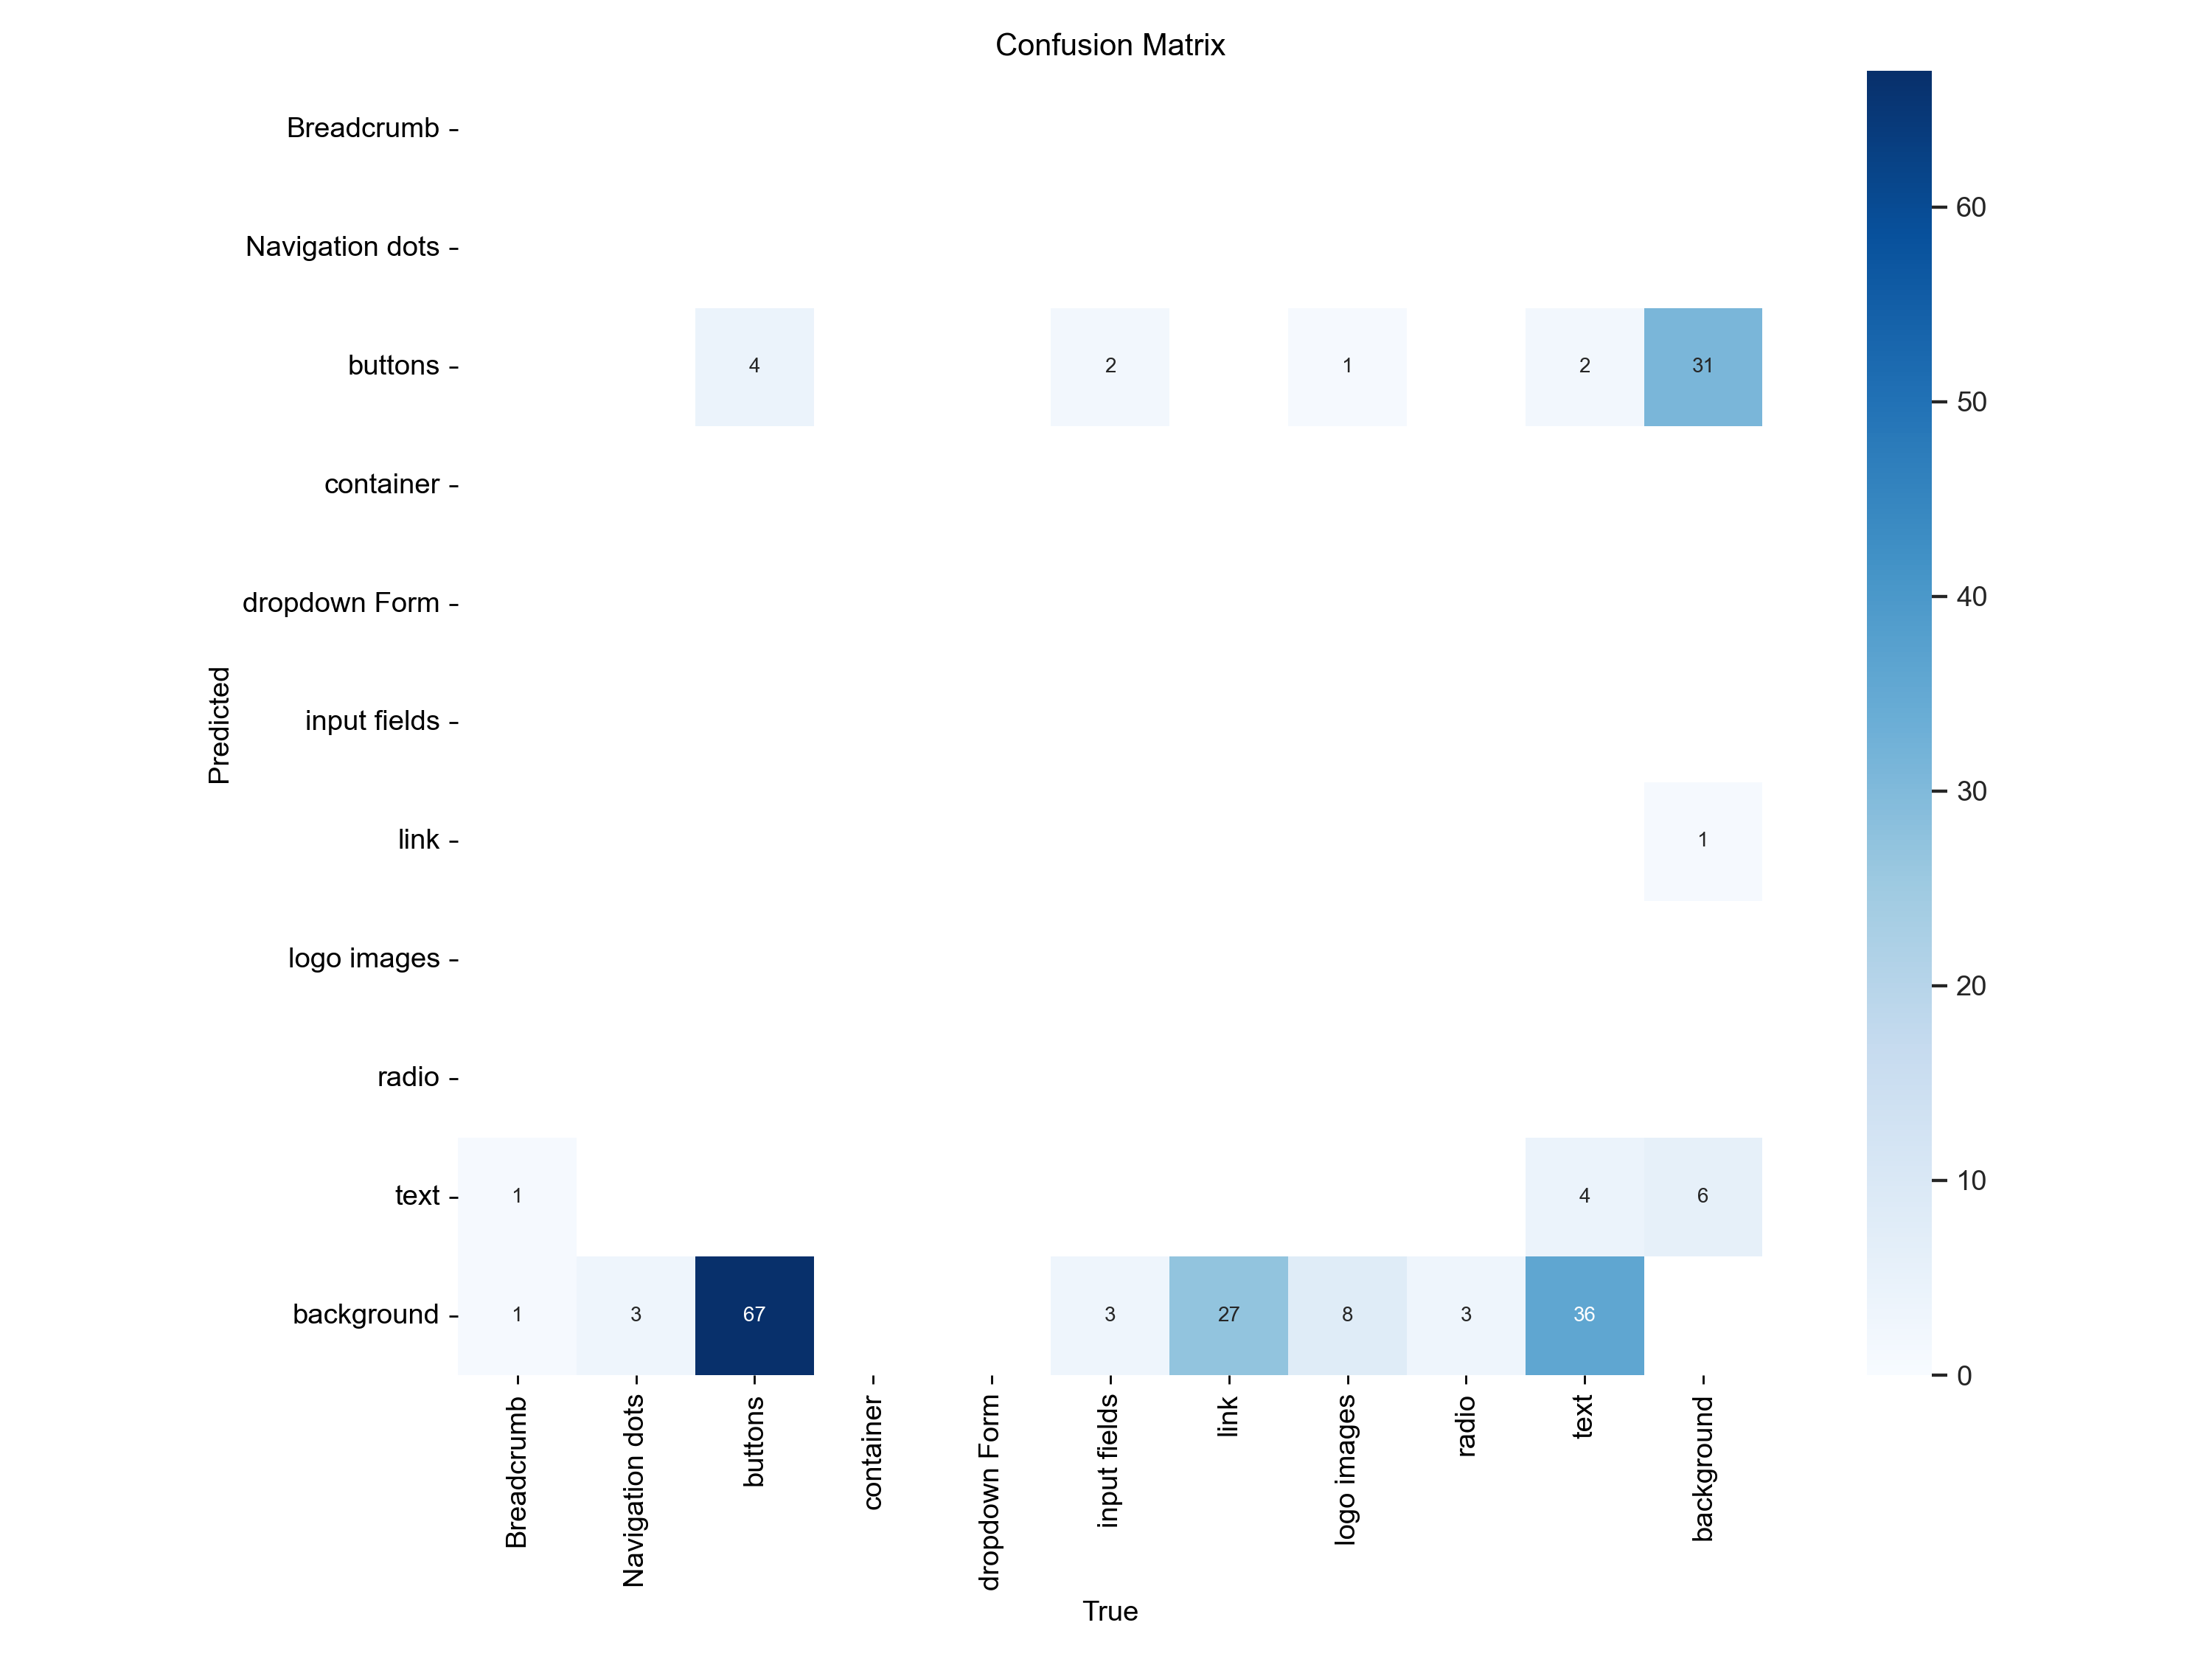 Confusion Matrix
Breadcrumb
Navigation dots
buttons
4 2 1 2 31
container
dropdown Form
input fields
link
1
logo images
radio
text
1 4 6
background
1 3 67 3 27 8 3 36
Predicted
Breadcrumb
Navigation dots
buttons
container
dropdown Form
input fields
link
logo images
radio
text
background
True
60
50
40
30
20
10
0